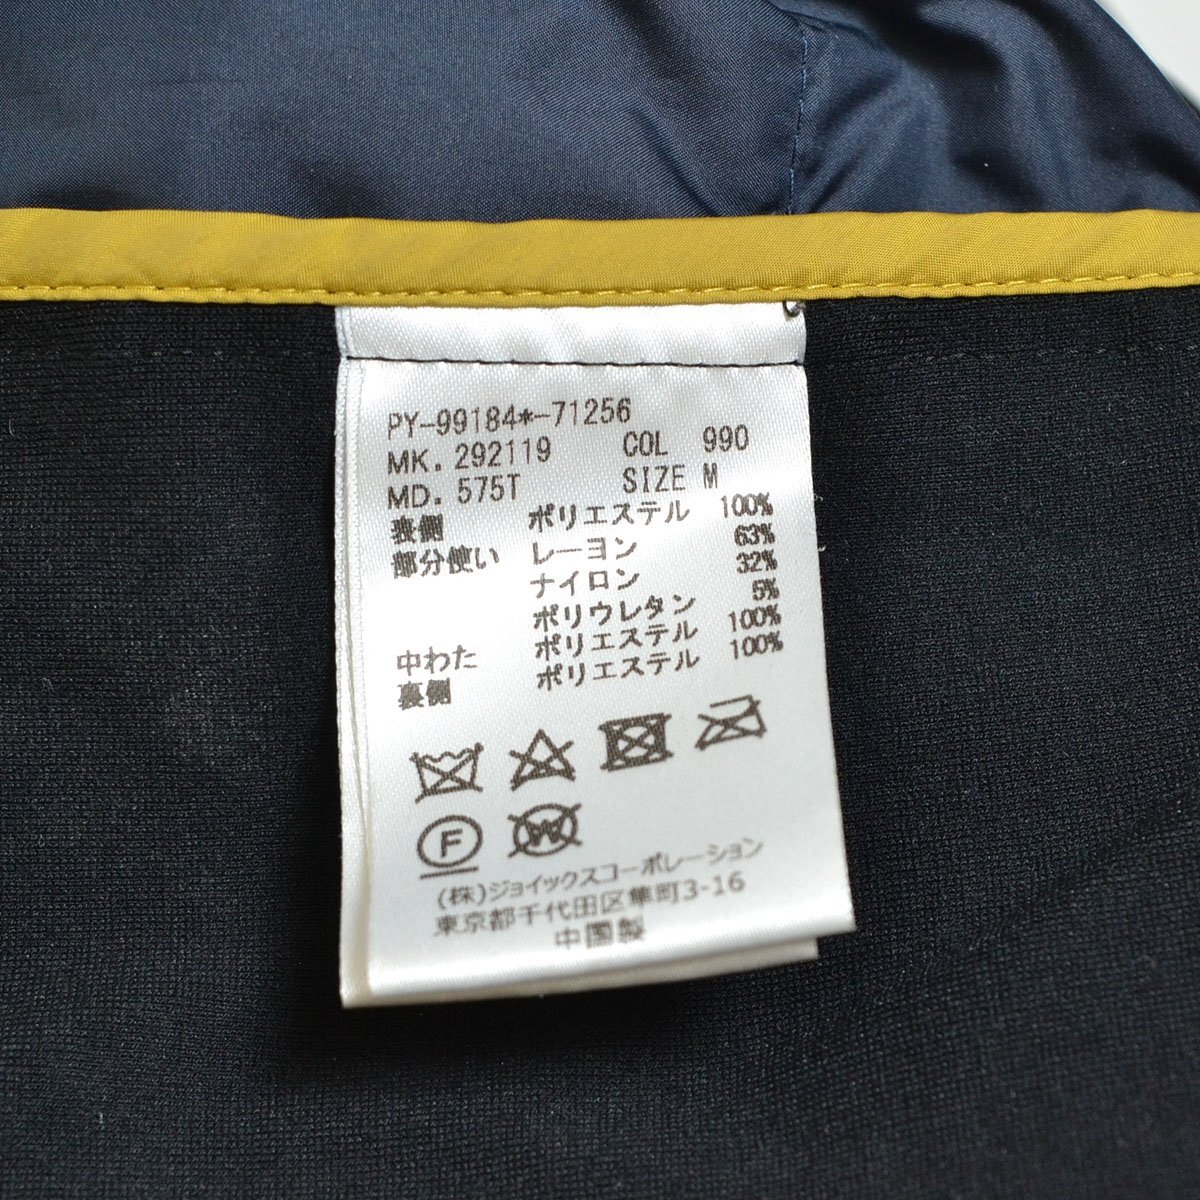 PY-99184*-71256
MK. 292119 COL 990
MD. 575T SIZE M
表側 ポリエステル 100%
部分使い レーヨン 63%
ナイロン 32%
ポリウレタン 5%
中わた ポリエステル 100%
裏側 ポリエステル 100%
F W
(株)ジョイックスコーポレーション
東京都千代田区隼町3-16
中国製